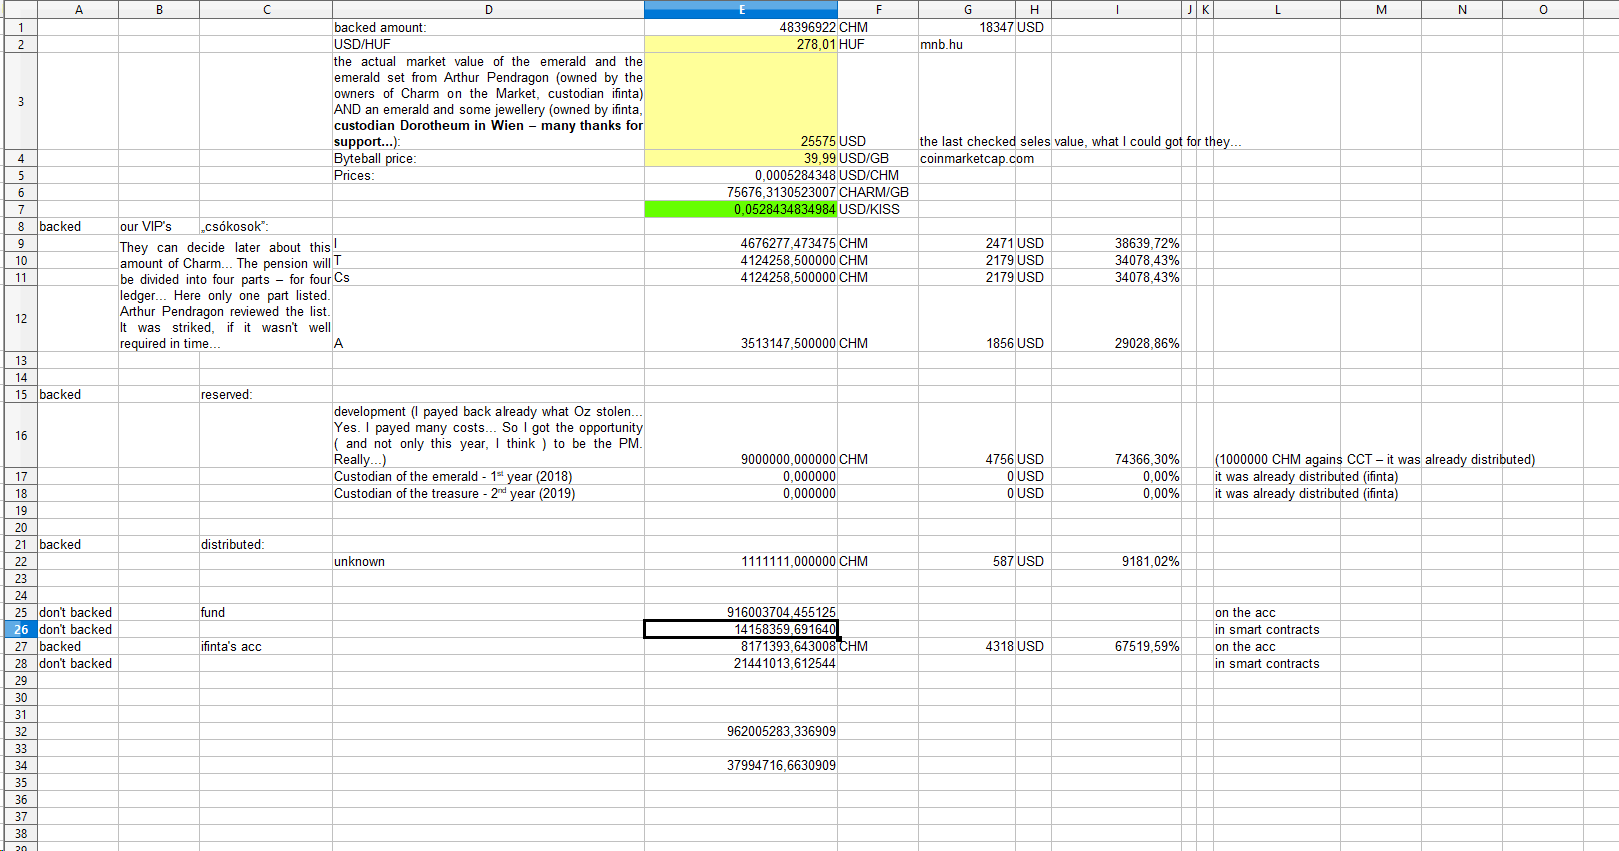 A B C D E F G H I J K L M N O
1 backed amount: 48396922 CHM 18347 USD
2 USD/HUF 278,01 HUF mnb.hu
the actual market value of the emerald and the
emerald set from Arthur Pendragon (owned by the
owners of Charm on the Market, custodian ifinta)
3 AND an emerald and some jewellery (owned by ifinta,
custodian Dorotheum in Wien – many thanks for
support...): 25575 USD the last checked seles value, what I could got for they...
4 Byteball price: 39,99 USD/GB coinmarketcap.com
5 Prices: 0,0005284348 USD/CHM
6 75676,3130523007 CHARM/GB
7 0,0528434834984 USD/KISS
8 backed our VIP's „csókosok”:
9 I 4676277,473475 CHM 2471 USD 38639,72%
10 T 4124258,500000 CHM 2179 USD 34078,43%
11 Cs 4124258,500000 CHM 2179 USD 34078,43%
They can decide later about this
amount of Charm... The pension will
be divided into four parts – for four
ledger... Here only one part listed.
Arthur Pendragon reviewed the list.
It was striked, if it wasn't well
required in time...
12 A 3513147,500000 CHM 1856 USD 29028,86%
13
14
15 backed reserved:
development (I payed back already what Oz stolen...
Yes. I payed many costs... So I got the opportunity
16 ( and not only this year, I think ) to be the PM.
Really...) 9000000,000000 CHM 4756 USD 74366,30% (1000000 CHM agains CCT – it was already distributed)
17 Custodian of the emerald - 1st year (2018) 0,000000 0 USD 0,00% it was already distributed (ifinta)
18 Custodian of the treasure - 2nd year (2019) 0,000000 0 USD 0,00% it was already distributed (ifinta)
19
20
21 backed distributed:
22 unknown 1111111,000000 CHM 587 USD 9181,02%
23
24
25 don't backed fund 916003704,455125 on the acc
26 don't backed 14158359,691640 in smart contracts
27 backed ifinta's acc 8171393,643008 CHM 4318 USD 67519,59% on the acc
28 don't backed 21441013,612544 in smart contracts
29
30
31
32 962005283,336909
33
34 37994716,6630909
35
36
37
38
39